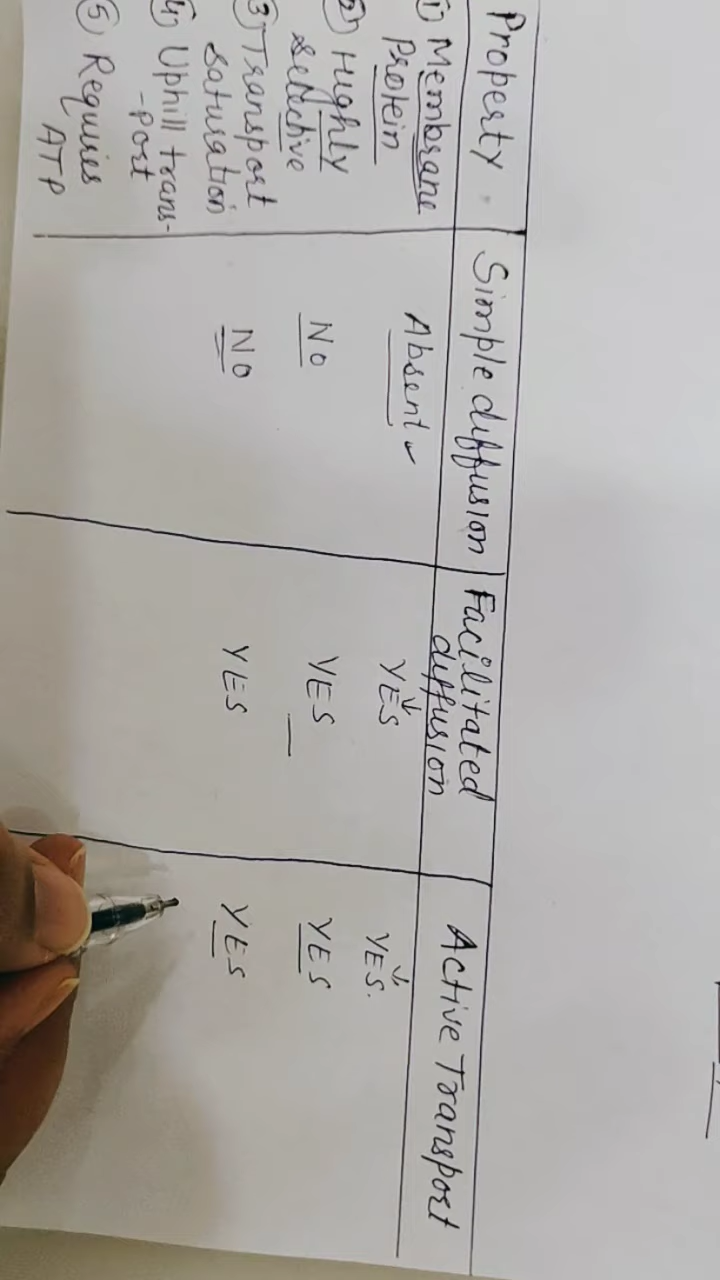 Property. Simple diffusion Facilitated diffusion Active Transport
① Membrane Protein Absent ✓ YES YES.
② Highly selective No YES YES
③ Transport saturation No YES YES
④ Uphill trans-
-port
⑤ Requires
ATP